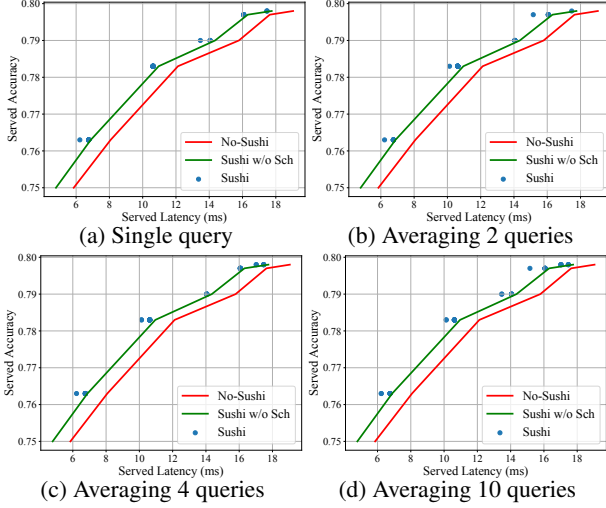 0.80
0.79
0.78
0.77
0.76
0.75
Served Accuracy
No-Sushi
Sushi w/o Sch
Sushi
6 8 10 12 14 16 18
Served Latency (ms)
(a) Single query
0.80
0.79
0.78
0.77
0.76
0.75
Served Accuracy
No-Sushi
Sushi w/o Sch
Sushi
6 8 10 12 14 16 18
Served Latency (ms)
(b) Averaging 2 queries
0.80
0.79
0.78
0.77
0.76
0.75
Served Accuracy
No-Sushi
Sushi w/o Sch
Sushi
6 8 10 12 14 16 18
Served Latency (ms)
(c) Averaging 4 queries
0.80
0.79
0.78
0.77
0.76
0.75
Served Accuracy
No-Sushi
Sushi w/o Sch
Sushi
6 8 10 12 14 16 18
Served Latency (ms)
(d) Averaging 10 queries